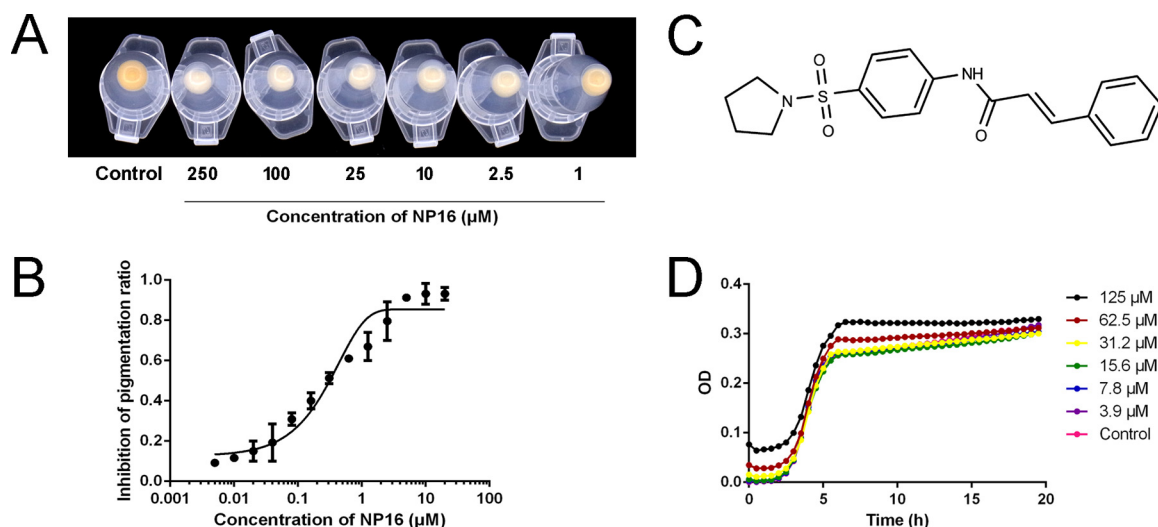 A
Control 250 100 25 10 2.5 1
Concentration of NP16 (µM)
B
Inhibition of pigmentation ratio
1.0
0.8
0.6
0.4
0.2
0.0
0.001 0.01 0.1 1 10 100
Concentration of NP16 (µM)
C
N
O
S
O
NH
O
D
OD
0.4
0.3
0.2
0.1
0.0
0 5 10 15 20
Time (h)
125 µM
62.5 µM
31.2 µM
15.6 µM
7.8 µM
3.9 µM
Control